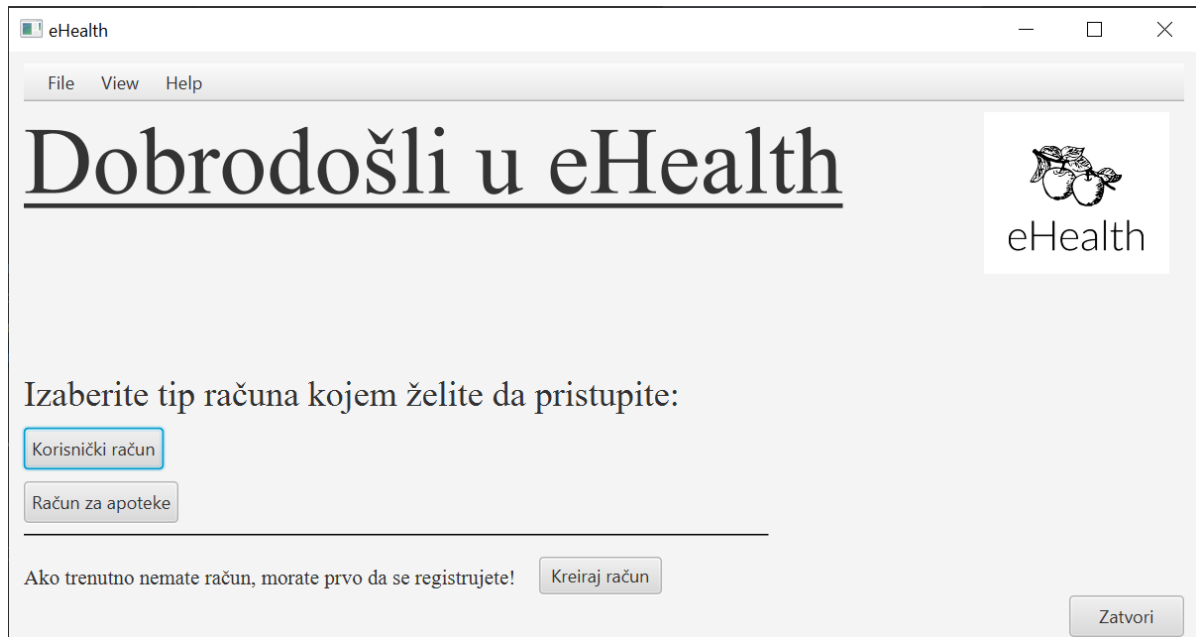 eHealth
File View Help
Dobrodošli u eHealth
eHealth
Izaberite tip računa kojem želite da pristupite:
Korisnički račun
Račun za apoteke
Ako trenutno nemate račun, morate prvo da se registrujete! Kreiraj račun
Zatvori